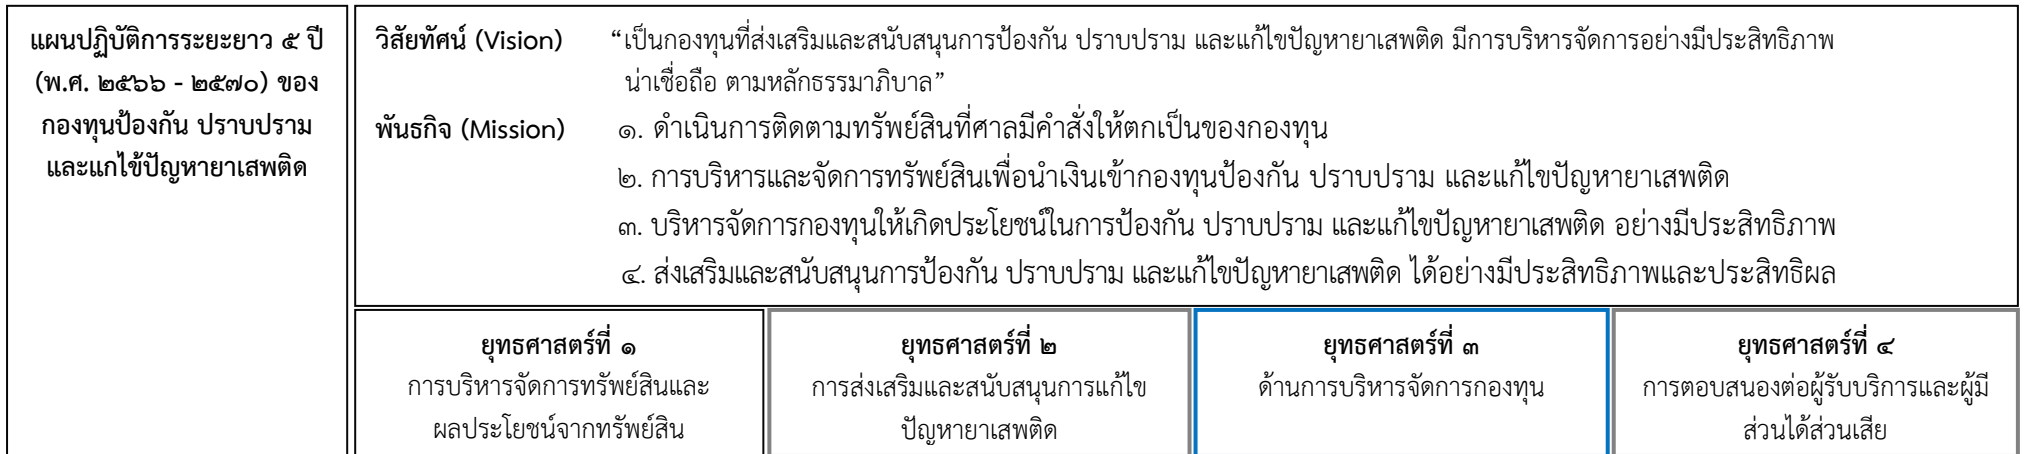 แผนปฏิบัติการระยะยาว ๕ ปี
(พ.ศ. ๒๕๖๖ - ๒๕๗๐) ของ
กองทุนป้องกัน ปราบปราม
และแกไข้ปัญหายาเสพติด
วิสัยทัศน์ (Vision) “เป็นกองทุนที่ส่งเสริมและสนับสนุนการป้องกัน ปราบปราม และแก้ไขปัญหายาเสพติด มีการบริหารจัดการอย่างมีประสิทธิภาพ
น่าเชื่อถือ ตามหลักธรรมาภิบาล”
พันธกิจ (Mission) ๑. ดำเนินการติดตามทรัพย์สินที่ศาลมีคำสั่งให้ตกเป็นของกองทุน
๒. การบริหารและจัดการทรัพย์สินเพื่อนำเงินเข้ากองทุนป้องกัน ปราบปราม และแก้ไขปัญหายาเสพติด
๓. บริหารจัดการกองทุนให้เกิดประโยชน์ในการป้องกัน ปราบปราม และแก้ไขปัญหายาเสพติด อย่างมีประสิทธิภาพ
๔. ส่งเสริมและสนับสนุนการป้องกัน ปราบปราม และแก้ไขปัญหายาเสพติด ได้อย่างมีประสิทธิภาพและประสิทธิผล
ยุทธศาสตร์ที่ ๑
การบริหารจัดการทรัพย์สินและ
ผลประโยชน์จากทรัพย์สิน
ยุทธศาสตร์ที่ ๒
การส่งเสริมและสนับสนุนการแก้ไข
ปัญหายาเสพติด
ยุทธศาสตร์ที่ ๓
ด้านการบริหารจัดการกองทุน
ยุทธศาสตร์ที่ ๔
การตอบสนองต่อผู้รับบริการและผู้มี
ส่วนได้ส่วนเสีย